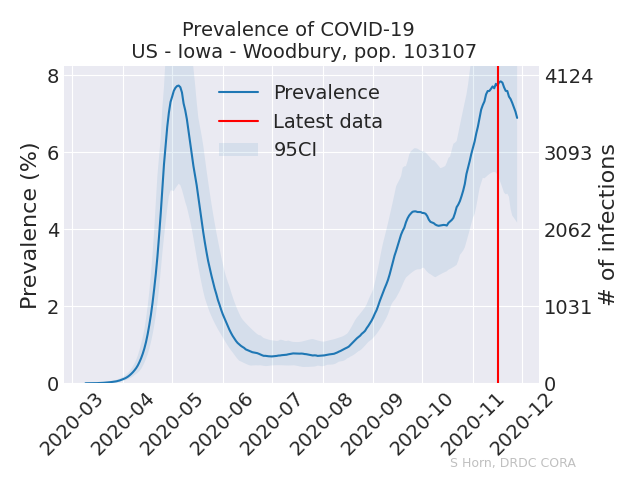 Prevalence of COVID-19
US - Iowa - Woodbury, pop. 103107
Prevalence (%)
8
6
4
2
0
Prevalence
Latest data
95CI
4124
3093
2062
1031
0
# of infections
2020-03
2020-04
2020-05
2020-06
2020-07
2020-08
2020-09
2020-10
2020-11
2020-12
S Horn, DRDC CORA